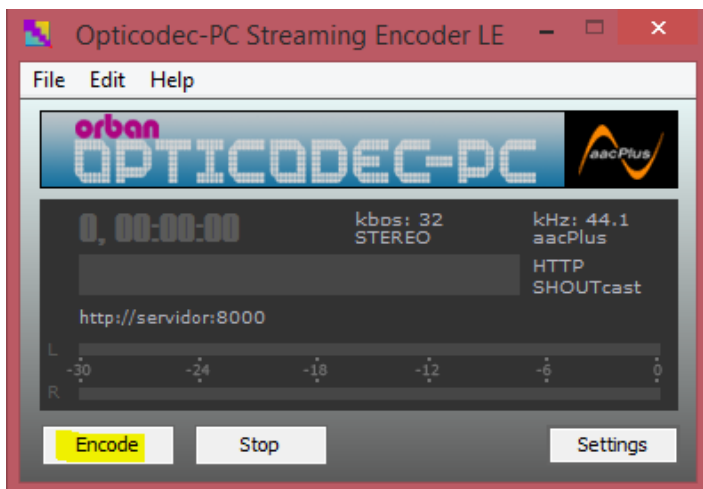 Opticodec-PC Streaming Encoder LE
File Edit Help
orban
OPTICODEC-PC
aacPlus
0, 00:00:00
kbps: 32
kHz: 44.1
STEREO
aacPlus
HTTP
SHOUTcast
http://servidor:8000
L
-30 -24 -18 -12 -6 0
R
Encode Stop Settings